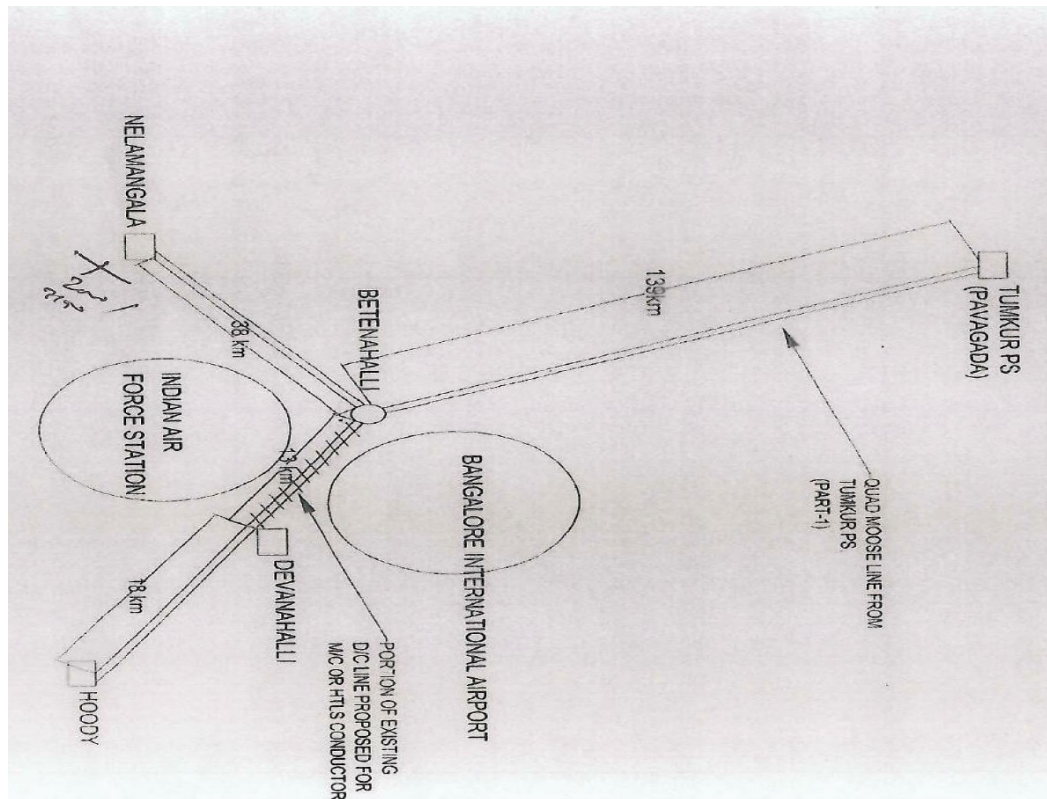 TUMKUR PS
(PAVAGADA)
QUAD MOOSE LINE FROM
TUMKUR PS
(PART-1)
139km
BETENAHALLI
BANGALORE INTERNATIONAL AIRPORT
PORTION OF EXISTING
D/C LINE PROPOSED FOR
M/C OR HTLS CONDUCTOR
NELAMANGALA
38.km
INDIAN AIR
FORCE STATION
13.km
DEVANAHALLI
18.km
HOODY